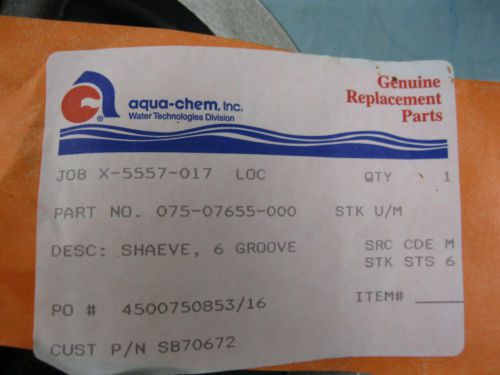 aqua-chem, Inc.
Water Technologies Division
®
Genuine
Replacement
Parts
JOB X-5557-017 LOC QTY 1
PART NO. 075-07655-000 STK U/M
DESC: SHAEVE, 6 GROOVE SRC CDE M
STK STS 6
PO # 4500750853/16 ITEM#
CUST P/N SB70672